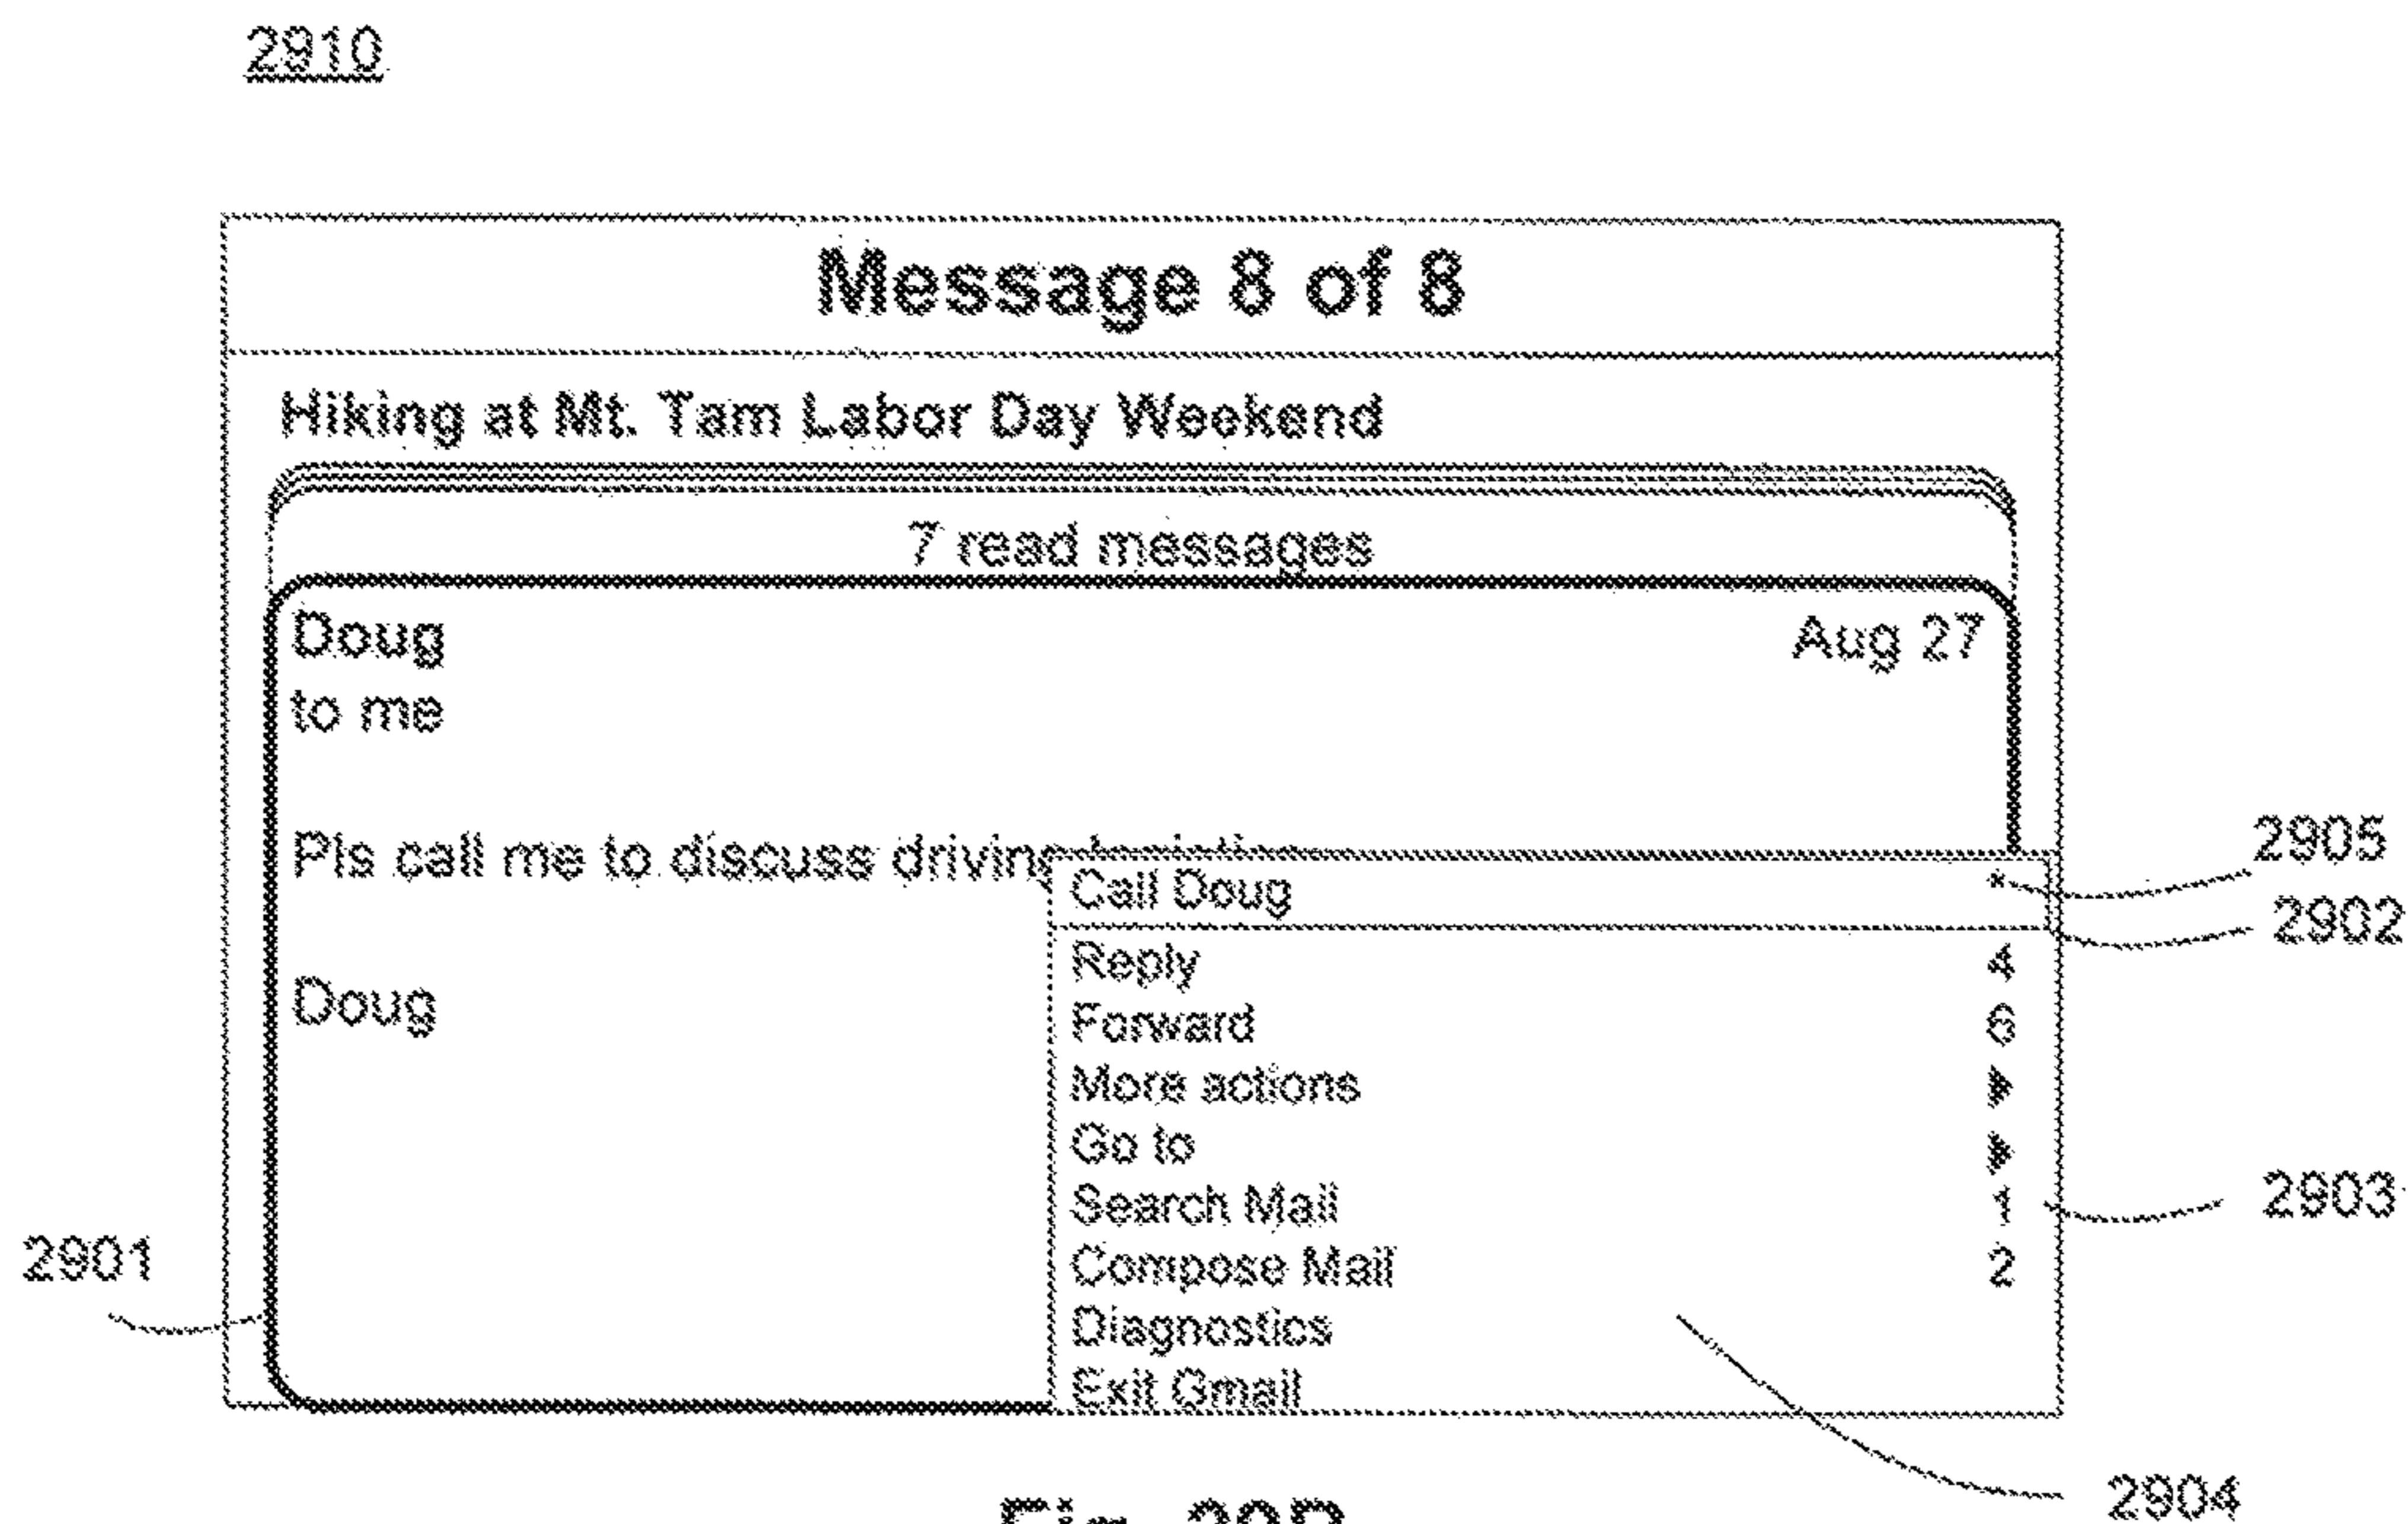 2910
Message 8 of 8
Hiking at Mt. Tam Labor Day Weekend
7 read messages
Doug Aug 27
to me
Pls call me to discuss driving
Call Doug *
2905
2902
Reply 4
Doug
Forward 6
More actions
Go to
Search Mail 1
2903
Compose Mail 2
2901
Diagnostics
Exit Gmail
2904